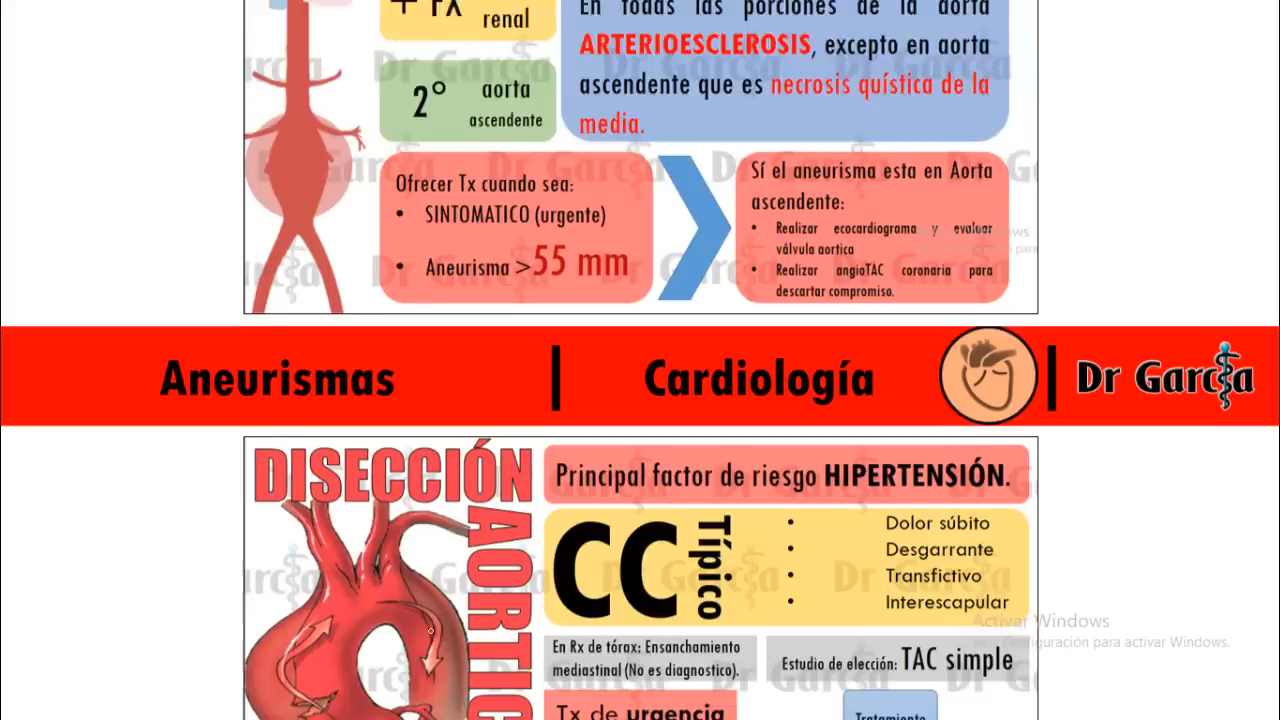 + Fx renal
En todas las porciones de la aorta
ARTERIOESCLEROSIS, excepto en aorta
ascendente que es necrosis quística de la
media.
2° aorta
ascendente
Ofrecer Tx cuando sea:
• SINTOMATICO (urgente)
• Aneurisma >55 mm
Sí el aneurisma esta en Aorta
ascendente:
• Realizar ecocardiograma y evaluar
válvula aortica
• Realizar angioTAC coronaria para
descartar compromiso.
Aneurismas | Cardiología | Dr García
DISECCIÓN
AORTIC
Principal factor de riesgo HIPERTENSIÓN.
CC Típico
• Dolor súbito
• Desgarrante
• Transfictivo
• Interescapular
En Rx de tórax: Ensanchamiento
mediastinal (No es diagnostico).
Estudio de elección: TAC simple
Tx de urgencia
Tratamiento
Activar Windows
figuración para activar Windows.